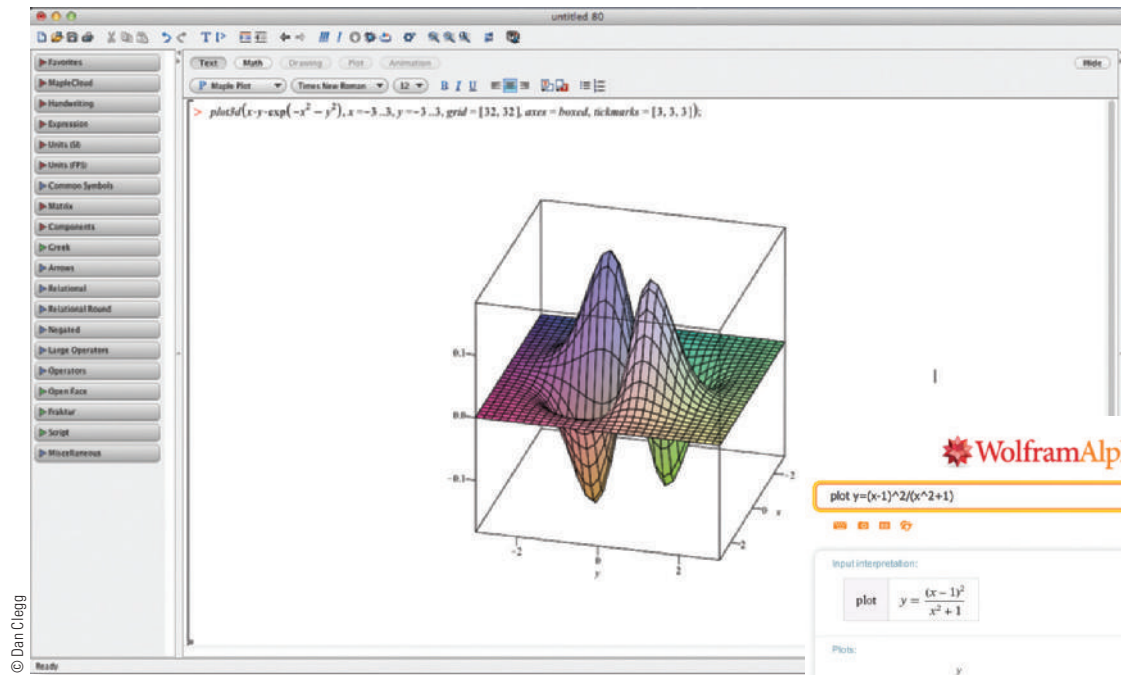 untitled 80
Favorites
MapleCloud
Handwriting
Expression
Units (SI)
Units (FPS)
Common Symbols
Matrix
Components
Greek
Arrows
Relational
Relational Round
Negated
Large Operators
Operators
Open Face
Fraktur
Script
Miscellaneous
Text Math Drawing Plot Animation Hide
P Maple Plot Times New Roman 12 B I U
> plot3d(x·y·exp(−x² − y²), x = −3 ..3, y = −3 ..3, grid = [32, 32], axes = boxed, tickmarks = [3, 3, 3]);
0.1
0.0
−0.1
−2
0
2
y
−2
0
x
2
Ready
© Dan Clegg
WolframAlp
plot y=(x-1)^2/(x^2+1)
Input interpretation:
plot y = (x − 1)² / x² + 1
Plots:
y